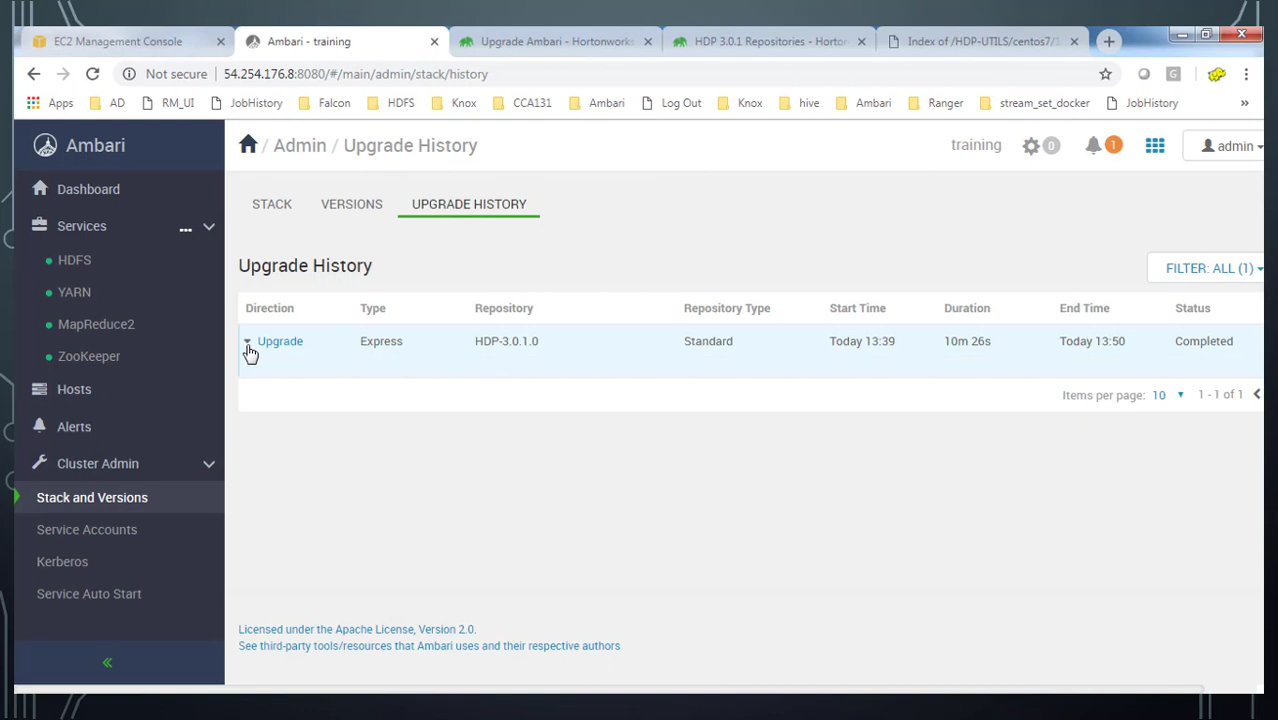 EC2 Management Console
Ambari - training
Upgrade Ambari - Hortonworks
HDP 3.0.1 Repositories - Horton
Index of /HDP-UTILS/centos7/1
Not secure
54.254.176.8:8080/#/main/admin/stack/history
Apps
AD
RM_UI
JobHistory
Falcon
HDFS
Knox
CCA131
Ambari
Log Out
Knox
hive
Ambari
Ranger
stream_set_docker
JobHistory
»
Ambari
/ Admin / Upgrade History
training
0
1
admin
Dashboard
Services
...
HDFS
YARN
MapReduce2
ZooKeeper
Hosts
Alerts
Cluster Admin
Stack and Versions
Service Accounts
Kerberos
Service Auto Start
«
STACK
VERSIONS
UPGRADE HISTORY
Upgrade History
FILTER: ALL (1)
Direction Type Repository Repository Type Start Time Duration End Time Status
Upgrade Express HDP-3.0.1.0 Standard Today 13:39 10m 26s Today 13:50 Completed
Items per page: 10 1 - 1 of 1
Licensed under the Apache License, Version 2.0.
See third-party tools/resources that Ambari uses and their respective authors